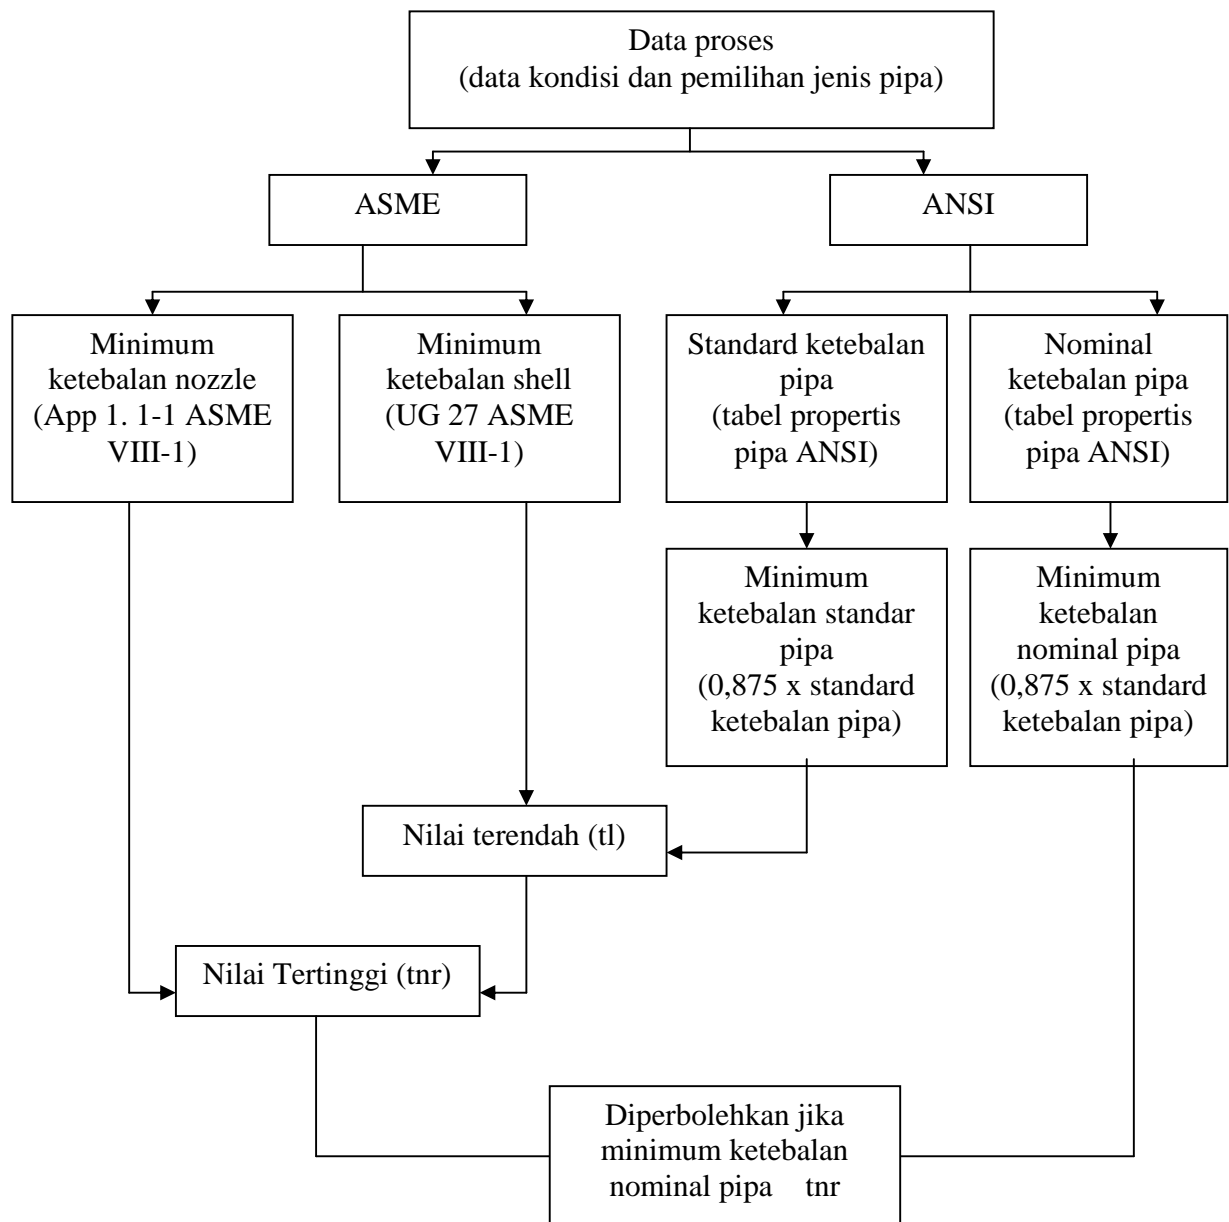 Data proses
(data kondisi dan pemilihan jenis pipa)
ASME
ANSI
Minimum
ketebalan nozzle
(App 1. 1-1 ASME
VIII-1)
Minimum
ketebalan shell
(UG 27 ASME
VIII-1)
Standard ketebalan
pipa
(tabel propertis
pipa ANSI)
Nominal
ketebalan pipa
(tabel propertis
pipa ANSI)
Minimum
ketebalan standar
pipa
(0,875 x standard
ketebalan pipa)
Minimum
ketebalan
nominal pipa
(0,875 x standard
ketebalan pipa)
Nilai terendah (tl)
Nilai Tertinggi (tnr)
Diperbolehkan jika
minimum ketebalan
nominal pipa tnr